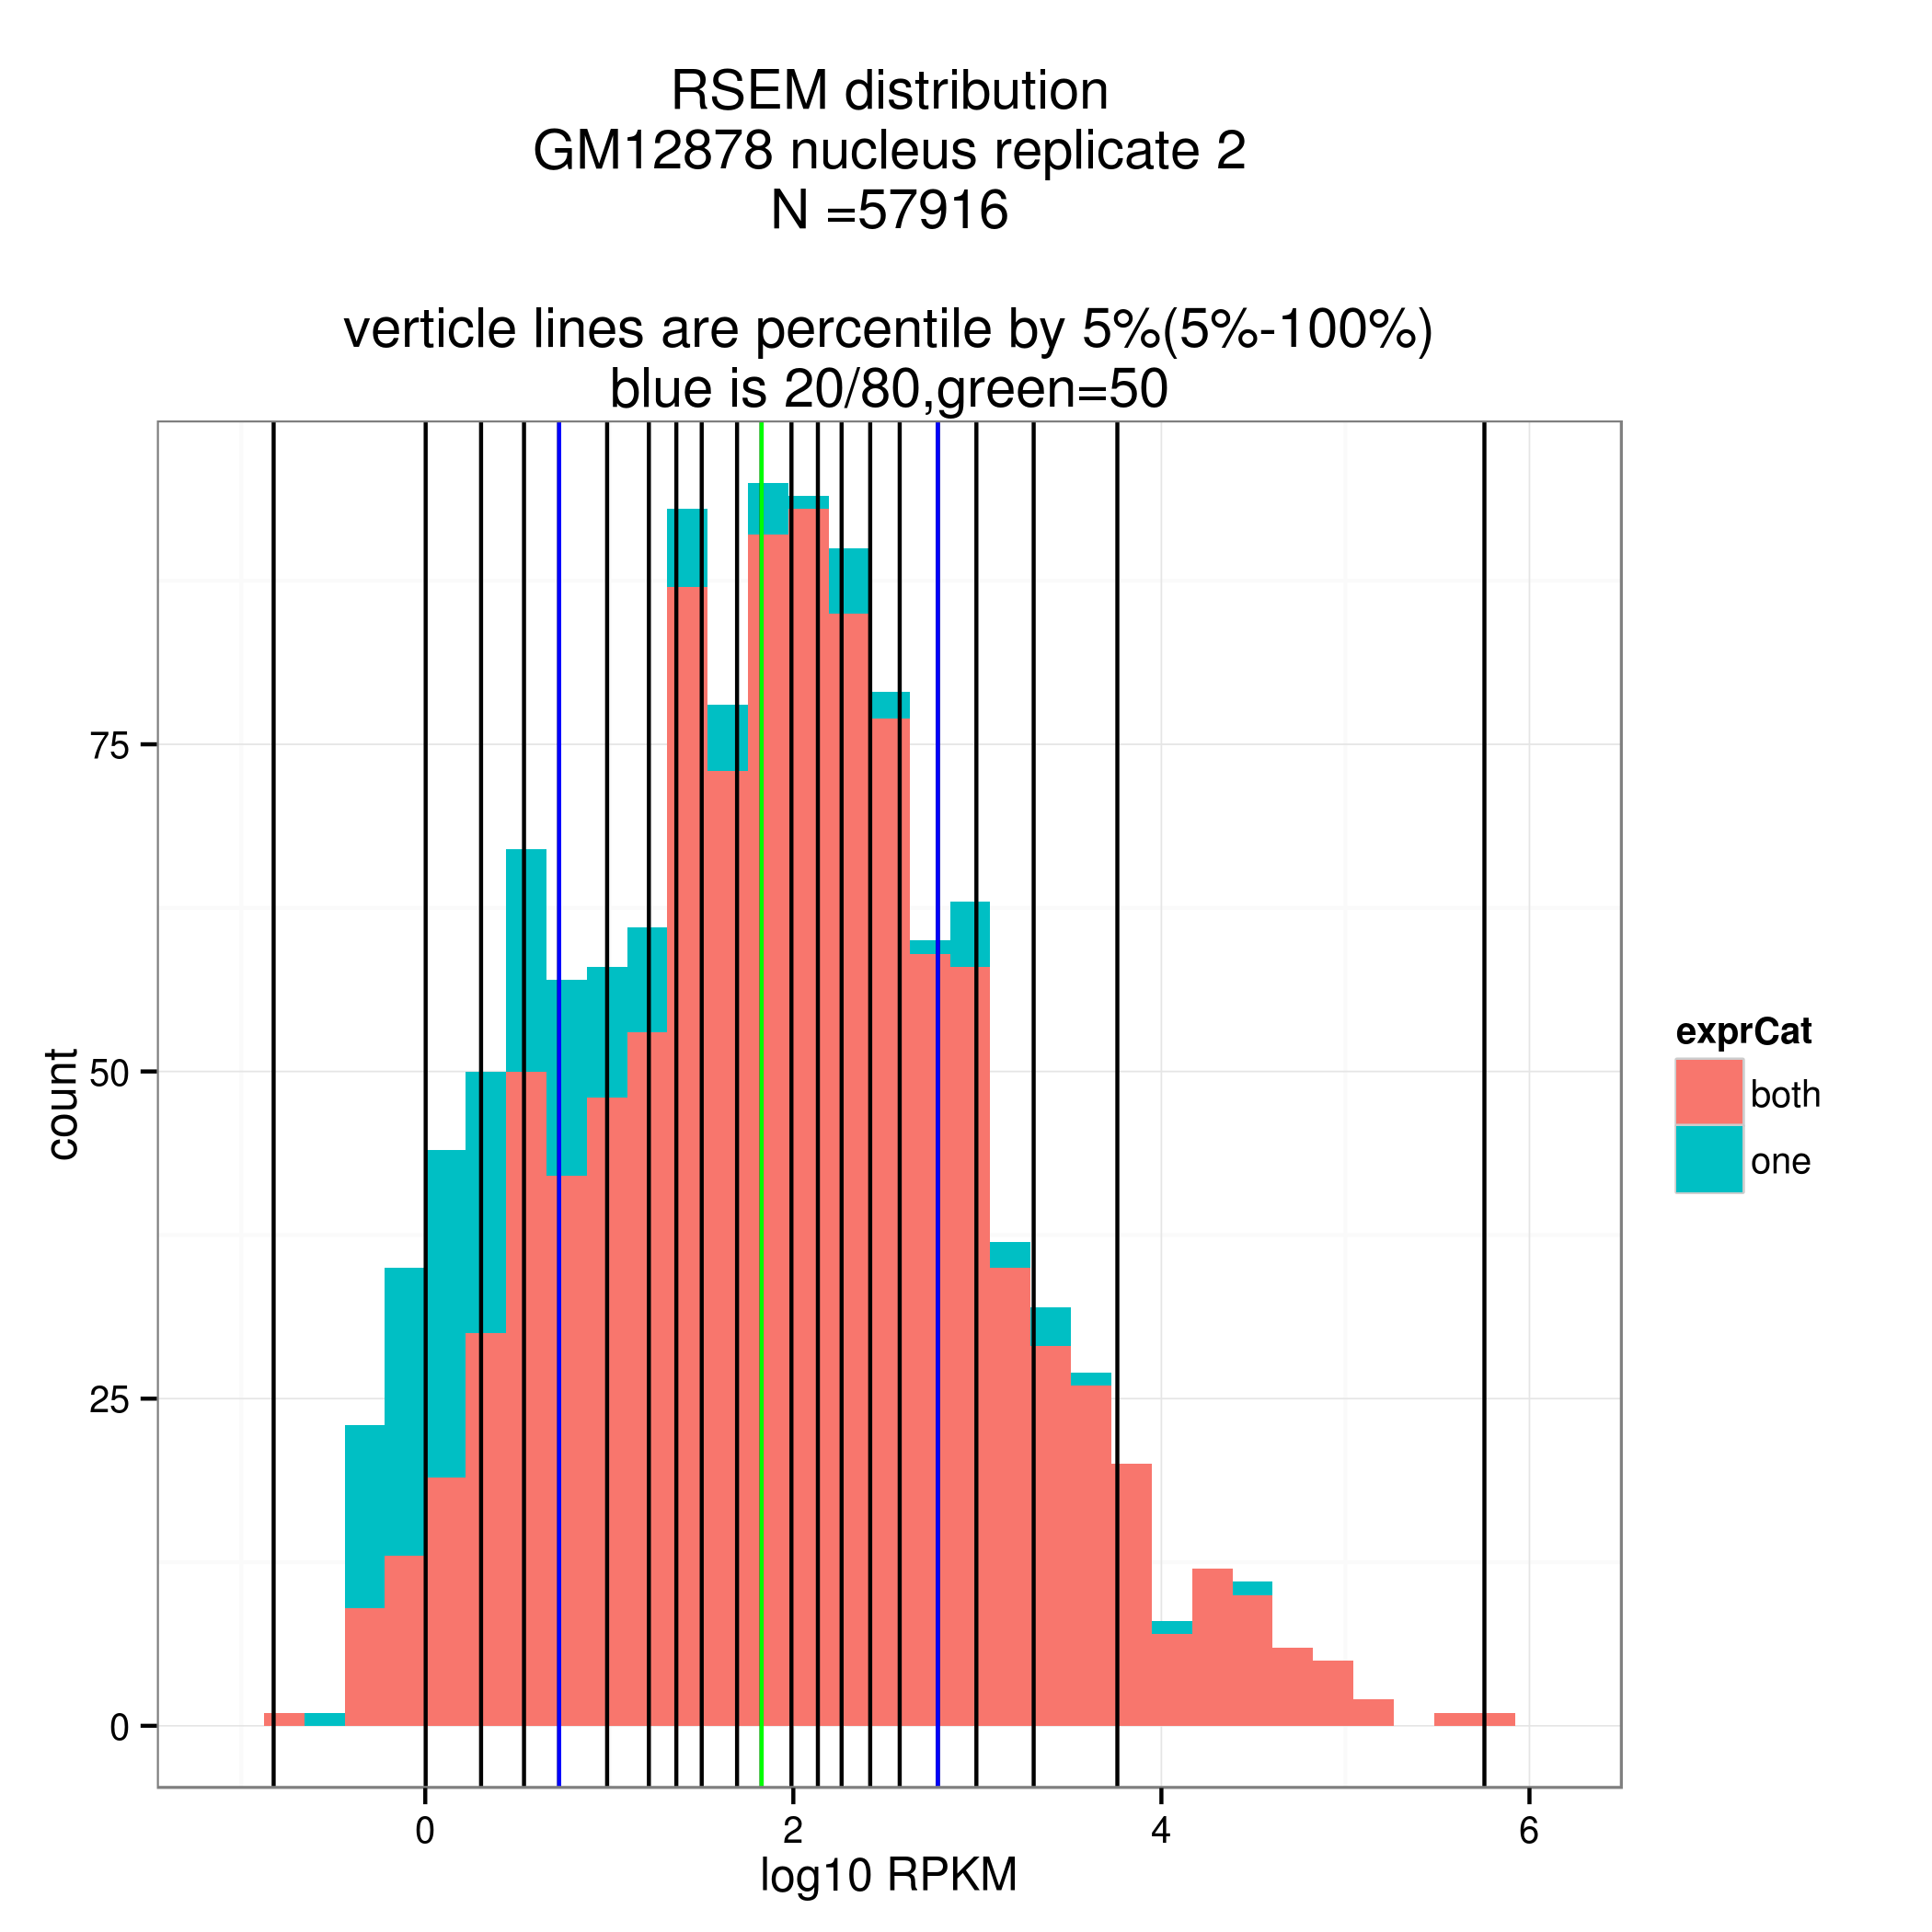 RSEM distribution
GM12878 nucleus replicate 2
N =57916
verticle lines are percentile by 5%(5%-100%)
blue is 20/80,green=50
75
50
25
0
count
0 2 4 6
log10 RPKM
exprCat
both
one